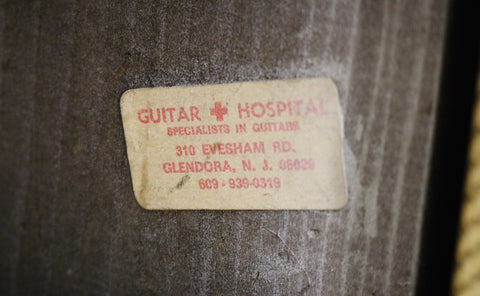 GUITAR ✚ HOSPITAL
SPECIALISTS IN GUITARS
310 EVESHAM RD.
GLENDORA, N. J. 08029
609 - 939-0319